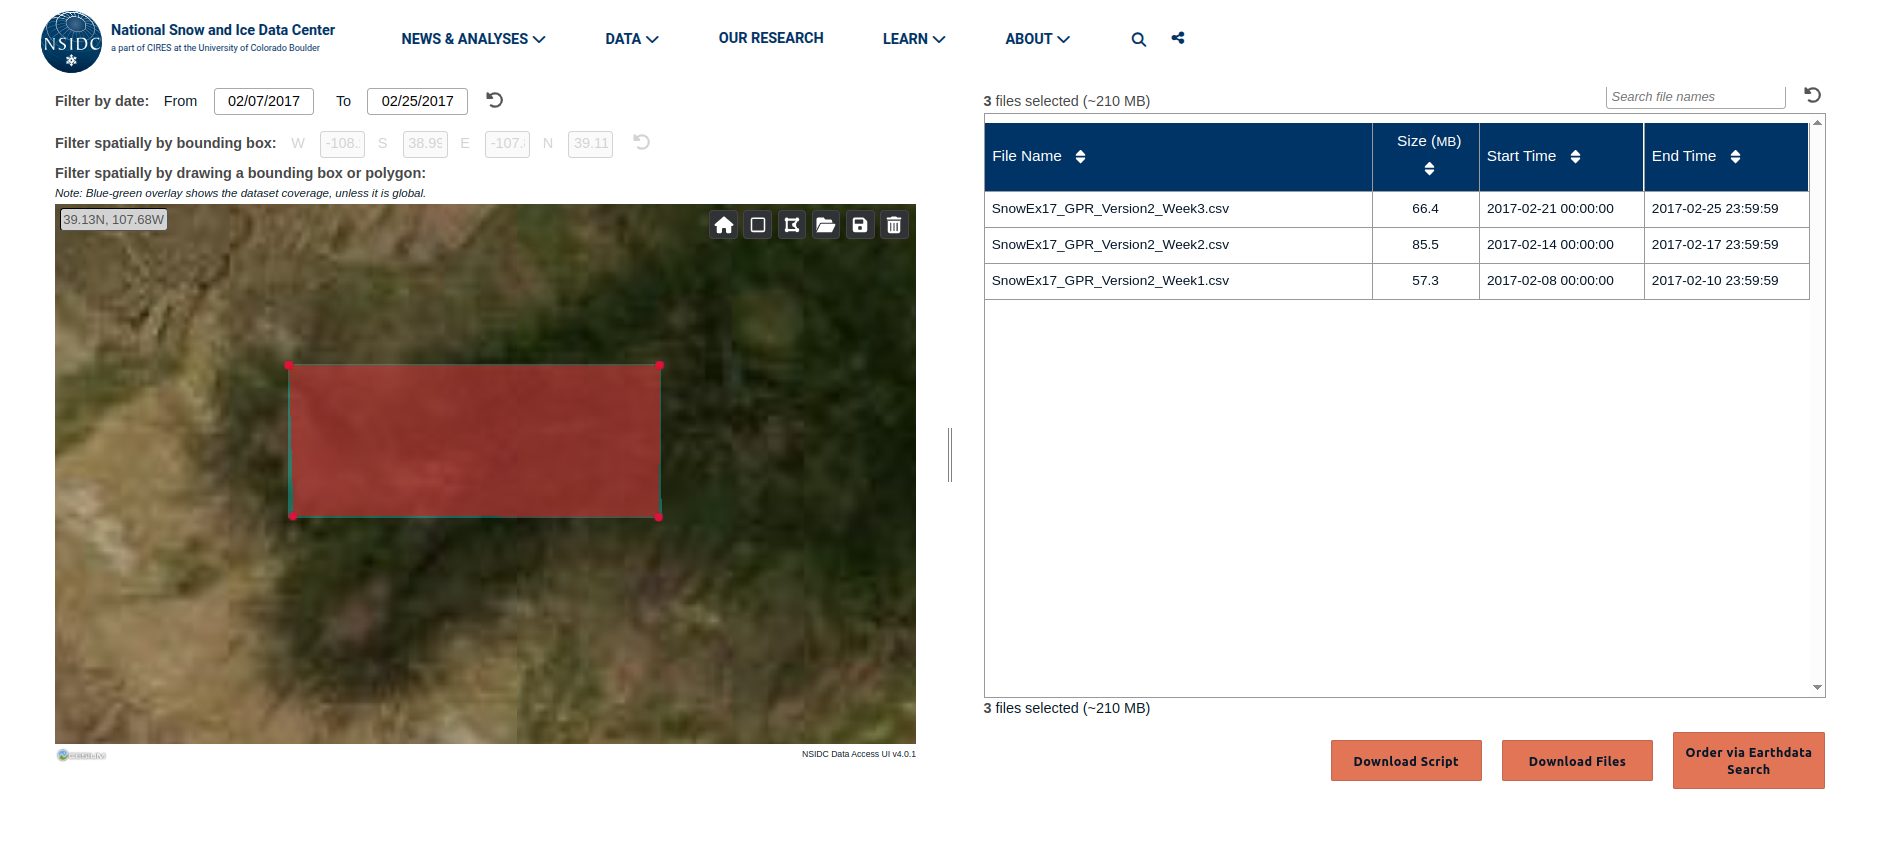 NSIDC
National Snow and Ice Data Center
a part of CIRES at the University of Colorado Boulder
NEWS & ANALYSES
DATA
OUR RESEARCH
LEARN
ABOUT
Filter by date: From 02/07/2017 To 02/25/2017
Filter spatially by bounding box: W -108. S 38.99 E -107. N 39.11
Filter spatially by drawing a bounding box or polygon:
Note: Blue-green overlay shows the dataset coverage, unless it is global.
39.13N, 107.68W
CESIUM
NSIDC Data Access UI v4.0.1
3 files selected (~210 MB)
Search file names
File Name Size (MB) Start Time End Time
SnowEx17_GPR_Version2_Week3.csv 66.4 2017-02-21 00:00:00 2017-02-25 23:59:59
SnowEx17_GPR_Version2_Week2.csv 85.5 2017-02-14 00:00:00 2017-02-17 23:59:59
SnowEx17_GPR_Version2_Week1.csv 57.3 2017-02-08 00:00:00 2017-02-10 23:59:59
3 files selected (~210 MB)
Download Script
Download Files
Order via Earthdata
Search